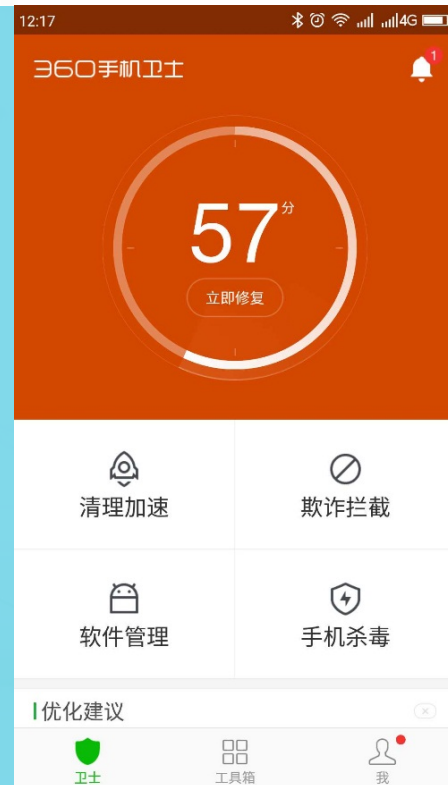 12:17 4G
360手机卫士
1
57分
立即修复
清理加速 欺诈拦截
软件管理 手机杀毒
优化建议
卫士 工具箱 我